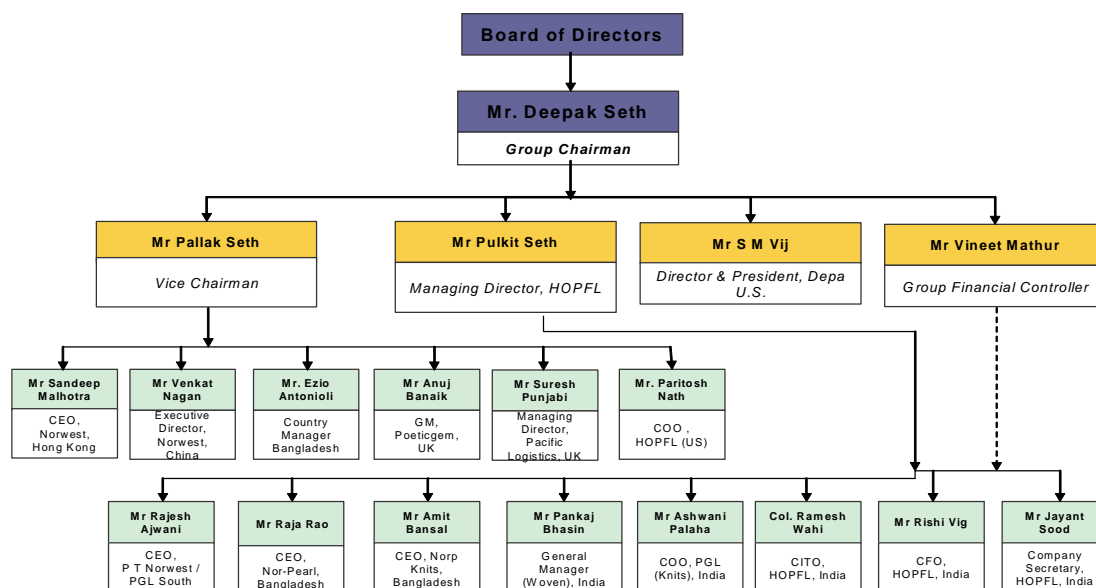 Board of Directors
Mr. Deepak Seth
Group Chairman
Mr Pallak Seth
Vice Chairman
Mr Pulkit Seth
Managing Director, HOPFL
Mr S M Vij
Director & President, Depa
U.S.
Mr Vineet Mathur
Group Financial Controller
Mr Sandeep
Malhotra
CEO,
Norwest,
Hong Kong
Mr Venkat
Nagan
Executive
Director,
Norwest,
China
Mr. Ezio
Antonioli
Country
Manager
Bangladesh
Mr Anuj
Banaik
GM,
Poeticgem,
UK
Mr Suresh
Punjabi
Managing
Director,
Pacific
Logistics, UK
Mr. Paritosh
Nath
COO ,
HOPFL (US)
Mr Rajesh
Ajwani
CEO,
P T Norwest /
PGL South
Mr Raja Rao
CEO,
Nor-Pearl,
Bangladesh
Mr Amit
Bansal
CEO, Norp
Knits,
Bangladesh
Mr Pankaj
Bhasin
General
Manager
(Woven), India
Mr Ashwani
Palaha
COO, PGL
(Knits), India
Col. Ramesh
Wahi
CITO,
HOPFL, India
Mr Rishi Vig
CFO,
HOPFL, India
Mr Jayant
Sood
Company
Secretary,
HOPFL, India